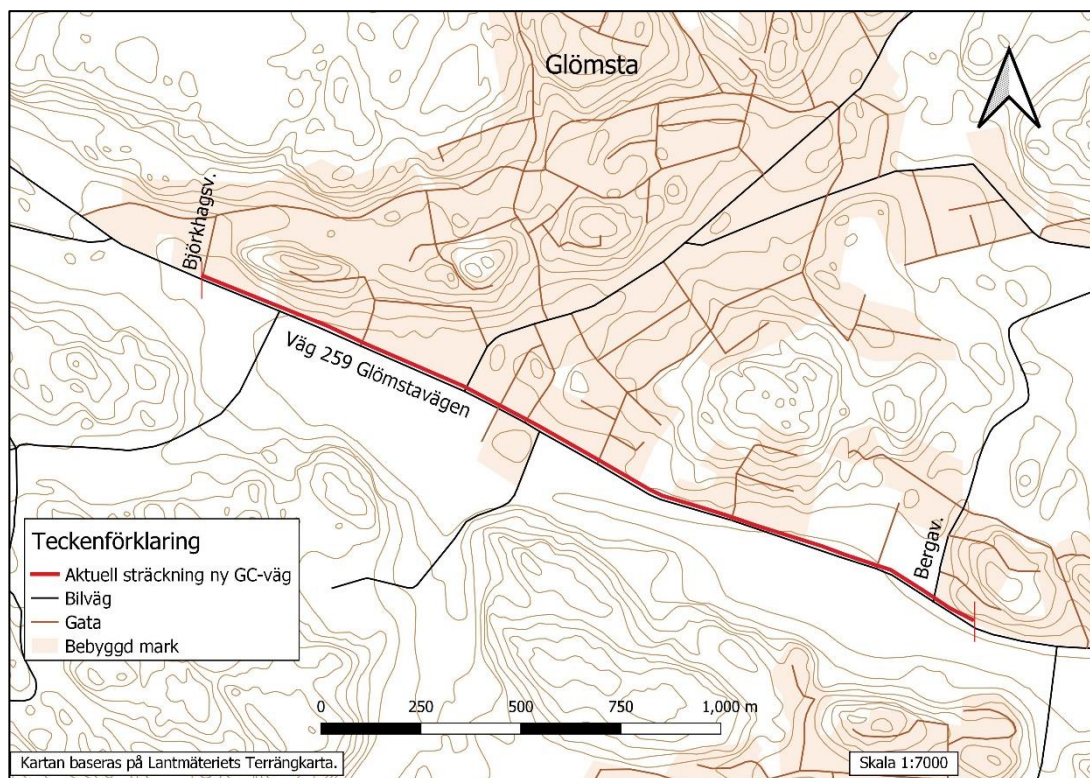 Glömsta
Björkhagsv.
Väg 259 Glömstavägen
Bergav.
Teckenförklaring
Aktuell sträckning ny GC-väg
Bilväg
Gata
Bebyggd mark
0 250 500 750 1,000 m
Kartan baseras på Lantmäteriets Terrängkarta.
Skala 1:7000